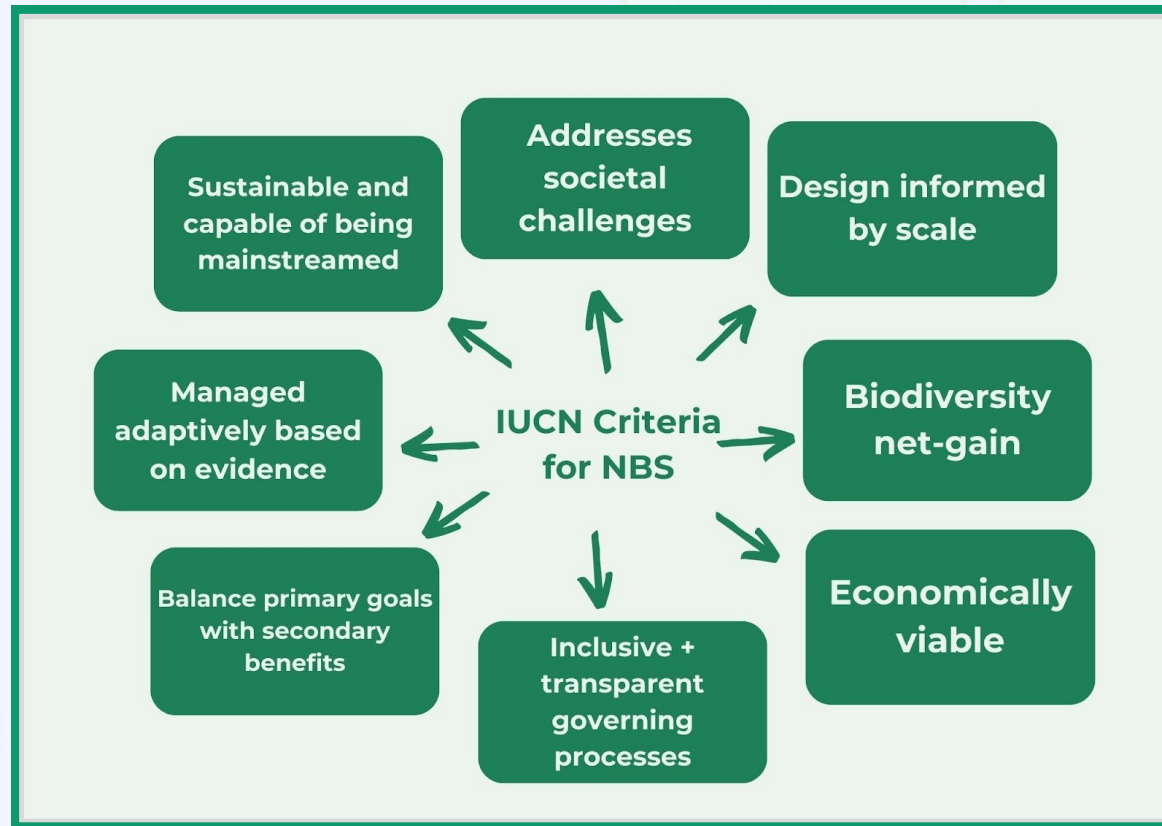 Addresses
societal
challenges
Design informed
by scale
Biodiversity
net-gain
Economically
viable
Inclusive +
transparent
governing
processes
Balance primary goals
with secondary
benefits
Managed
adaptively based
on evidence
Sustainable and
capable of being
mainstreamed
IUCN Criteria
for NBS